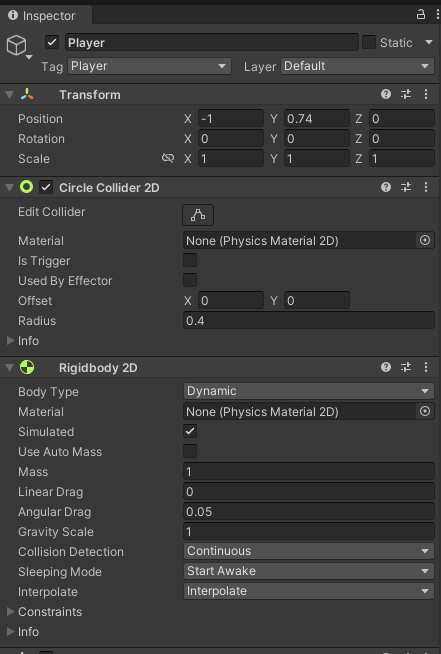 Inspector
Player
Static
Tag Player Layer Default
Transform
Position X -1 Y 0.74 Z 0
Rotation X 0 Y 0 Z 0
Scale X 1 Y 1 Z 1
Circle Collider 2D
Edit Collider
Material None (Physics Material 2D)
Is Trigger
Used By Effector
Offset X 0 Y 0
Radius 0.4
Info
Rigidbody 2D
Body Type Dynamic
Material None (Physics Material 2D)
Simulated
Use Auto Mass
Mass 1
Linear Drag 0
Angular Drag 0.05
Gravity Scale 1
Collision Detection Continuous
Sleeping Mode Start Awake
Interpolate Interpolate
Constraints
Info